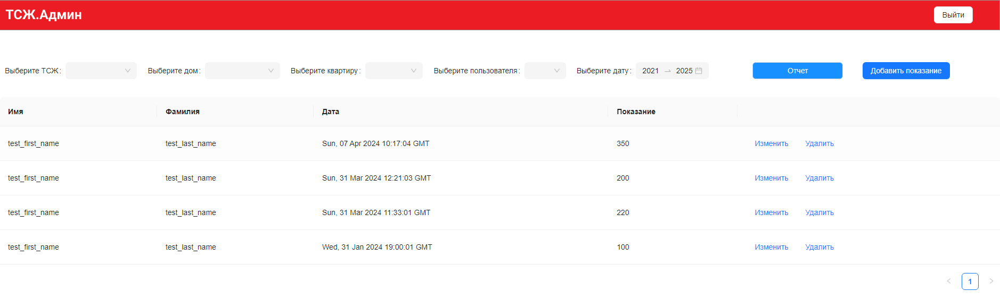 ТСЖ.Админ Выйти
Выберите ТСЖ: Выберите дом: Выберите квартиру: Выберите пользователя: Выберите дату: 2021 → 2025 Отчет Добавить показание
Имя Фамилия Дата Показание
test_first_name test_last_name Sun, 07 Apr 2024 10:17:04 GMT 350 Изменить Удалить
test_first_name test_last_name Sun, 31 Mar 2024 12:21:03 GMT 200 Изменить Удалить
test_first_name test_last_name Sun, 31 Mar 2024 11:33:01 GMT 220 Изменить Удалить
test_first_name test_last_name Wed, 31 Jan 2024 19:00:01 GMT 100 Изменить Удалить
< 1 >